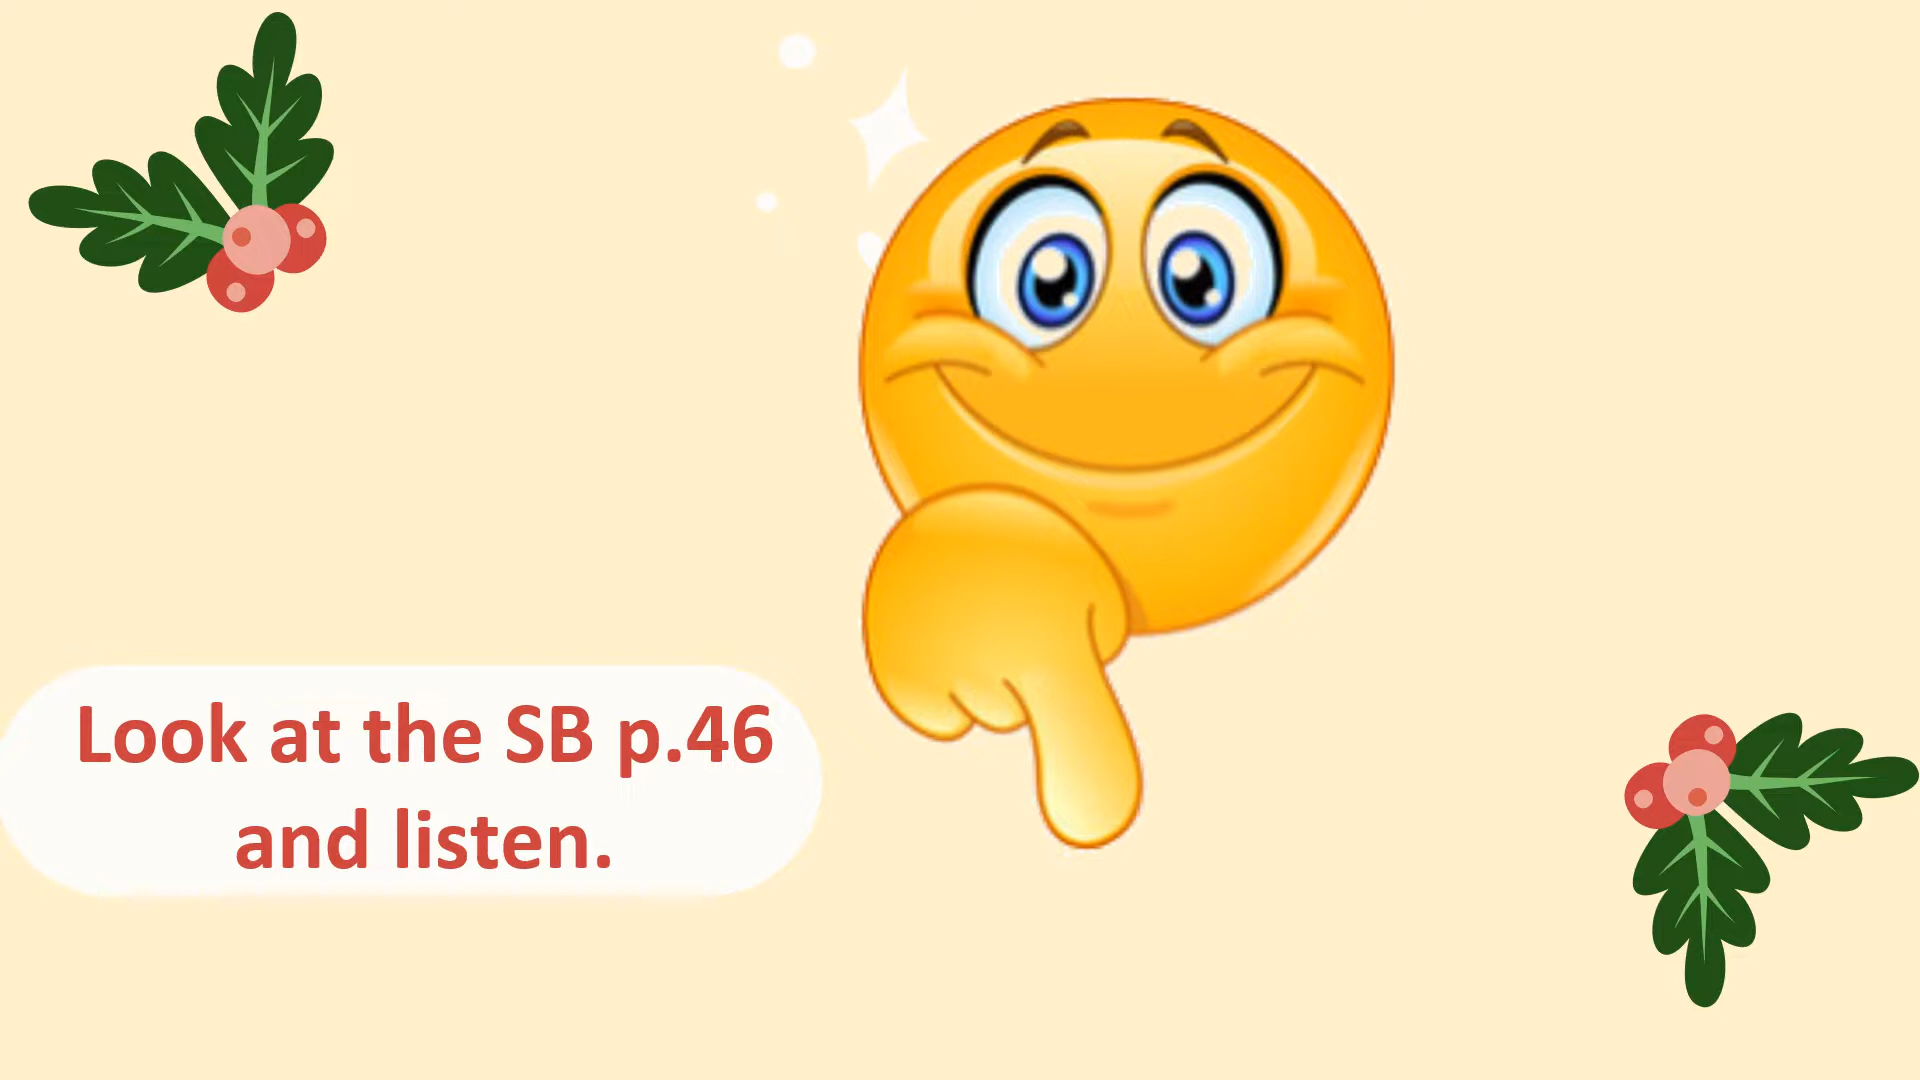 Look at the SB p.46
and listen.